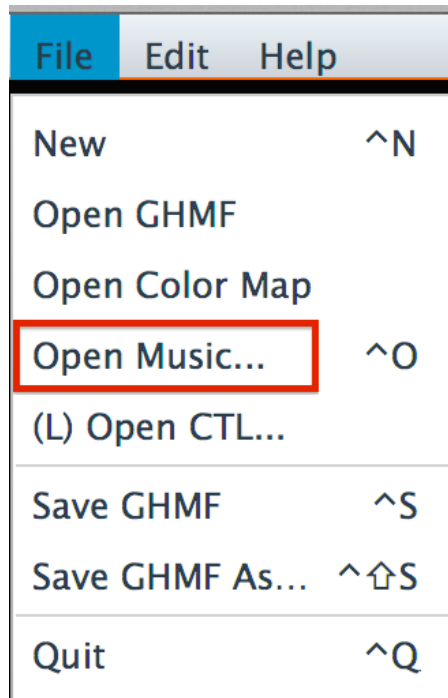 File Edit Help
New ^N
Open GHMF
Open Color Map
Open Music... ^O
(L) Open CTL...
Save GHMF ^S
Save GHMF As... ^⇧S
Quit ^Q